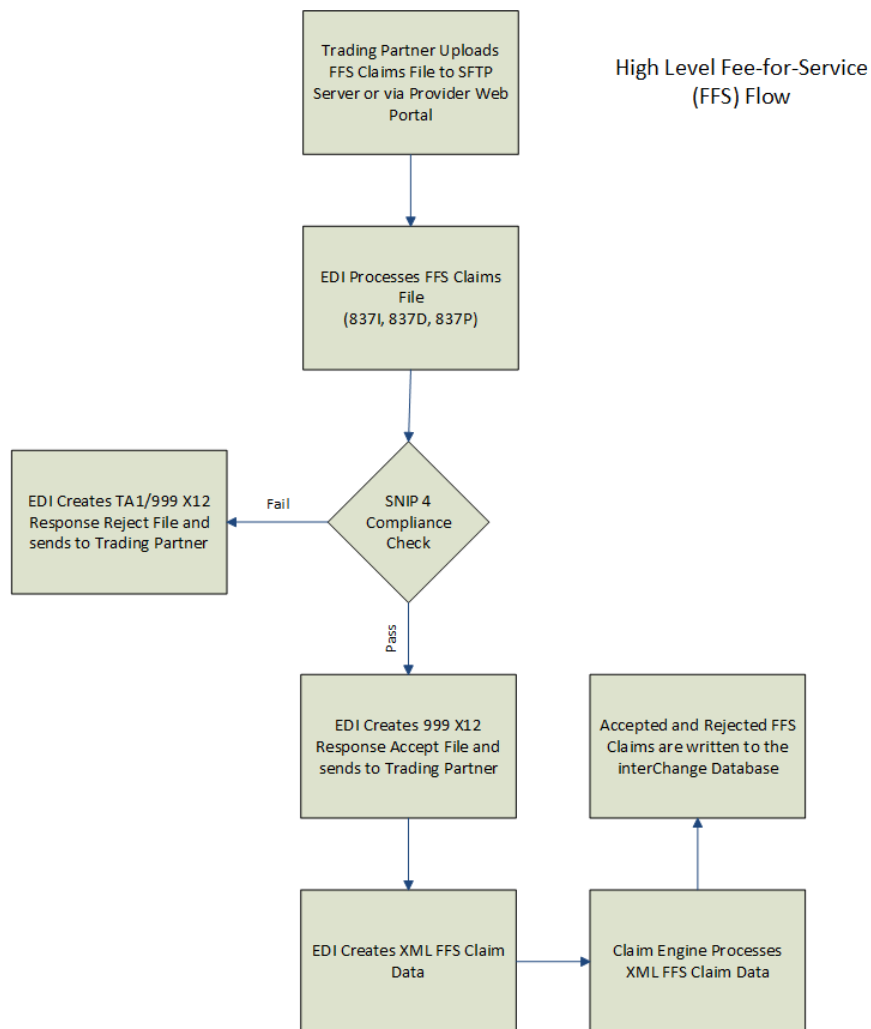 Trading Partner Uploads
FFS Claims File to SFTP
Server or via Provider Web
Portal
High Level Fee-for-Service
(FFS) Flow
EDI Processes FFS Claims
File
(837I, 837D, 837P)
EDI Creates TA1/999 X12
Response Reject File and
sends to Trading Partner
Fail
SNIP 4
Compliance
Check
Pass
EDI Creates 999 X12
Response Accept File and
sends to Trading Partner
Accepted and Rejected FFS
Claims are written to the
interChange Database
EDI Creates XML FFS Claim
Data
Claim Engine Processes
XML FFS Claim Data